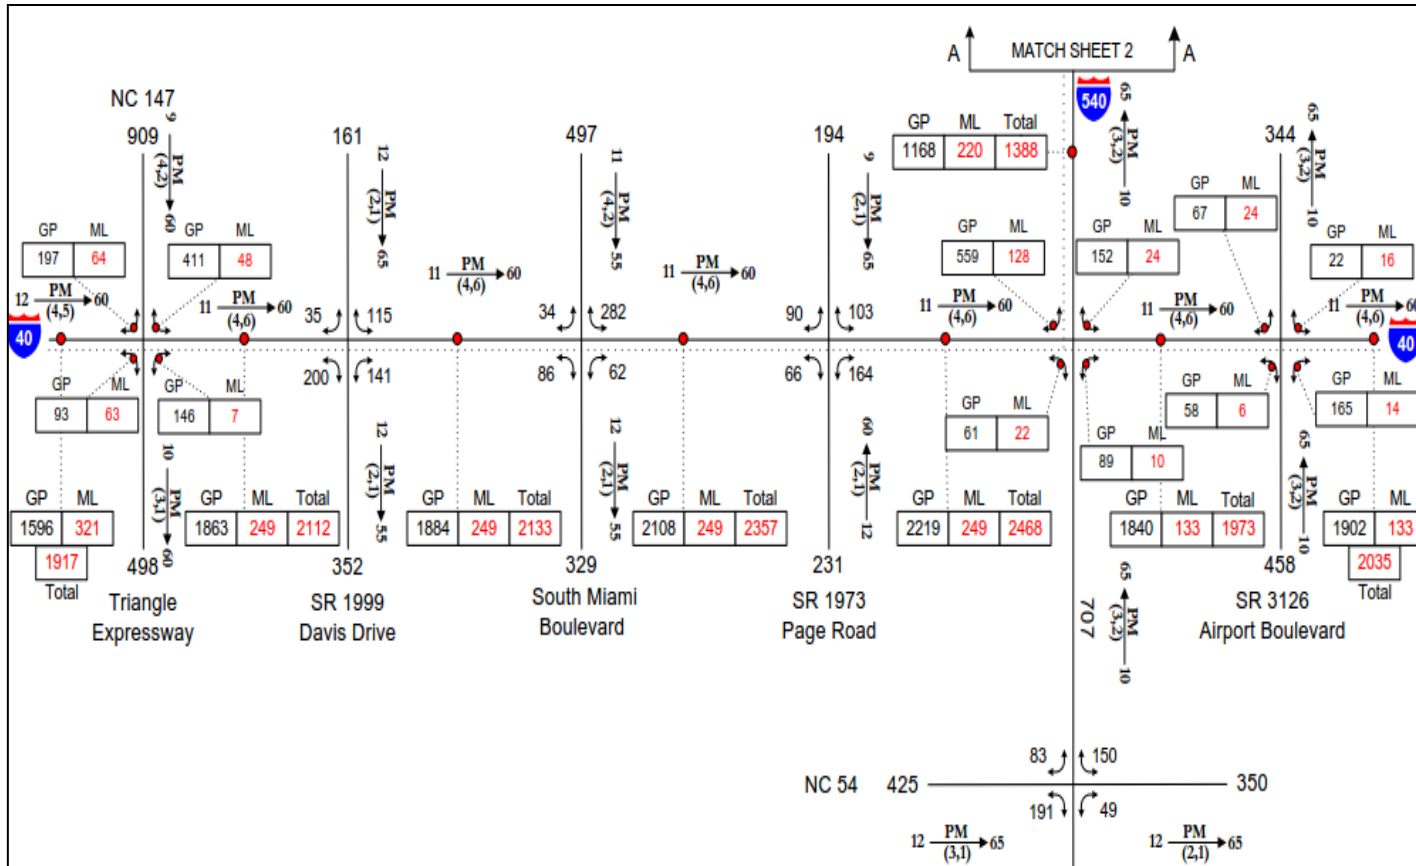 A MATCH SHEET 2 A
NC 147
540
65 PM (3,2) 10
65 PM (3,2) 10
909
161
497
194
GP ML Total
1168 220 1388
344
9 PM (4,2) 60
12 PM (2,1) 65
11 PM (4,2) 55
9 PM (2,1) 65
GP ML
67 24
GP ML
197 64
GP ML
411 48
GP ML
559 128
GP ML
152 24
GP ML
22 16
12 PM (4,5) 60
11 PM (4,6) 60
11 PM (4,6) 60
11 PM (4,6) 60
11 PM (4,6) 60
11 PM (4,6) 60
11 PM (4,6) 60
35 115
34 282
90 103
40
40
200 141
86 62
66 164
GP ML
93 63
GP ML
146 7
GP ML
61 22
GP ML
89 10
GP ML
58 6
GP ML
165 14
10 PM (3,1) 60
12 PM (2,1) 55
12 PM (2,1) 55
60 PM (2,1) 12
65 PM (3,2) 10
GP ML
1596 321
1917
Total
GP ML Total
1863 249 2112
GP ML Total
1884 249 2133
GP ML Total
2108 249 2357
GP ML Total
2219 249 2468
GP ML Total
1840 133 1973
GP ML
1902 133
2035
Total
498
Triangle
Expressway
352
SR 1999
Davis Drive
329
South Miami
Boulevard
231
SR 1973
Page Road
707
65 PM (3,2) 10
458
SR 3126
Airport Boulevard
83 150
NC 54 425 350
191 49
12 PM (3,1) 65
12 PM (2,1) 65